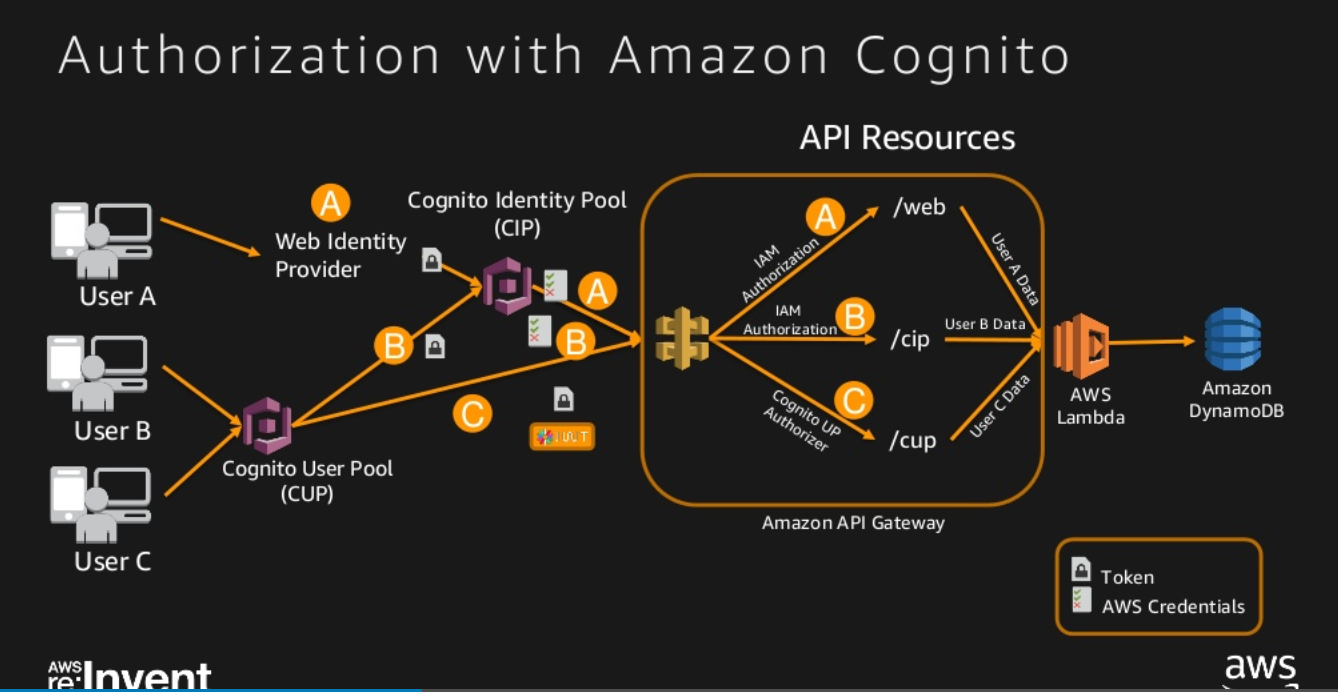 Authorization with Amazon Cognito
API Resources
A
Web Identity
Provider
Cognito Identity Pool
(CIP)
User A
A
B
B
User B
C
JWT
Cognito User Pool
(CUP)
User C
IAM
Authorization
A
/web
User A Data
IAM
Authorization
B
/cip
User B Data
Cognito UP
Authorizer
C
/cup
User C Data
Amazon API Gateway
AWS
Lambda
Amazon
DynamoDB
Token
AWS Credentials
AWS
re:Invent
aws